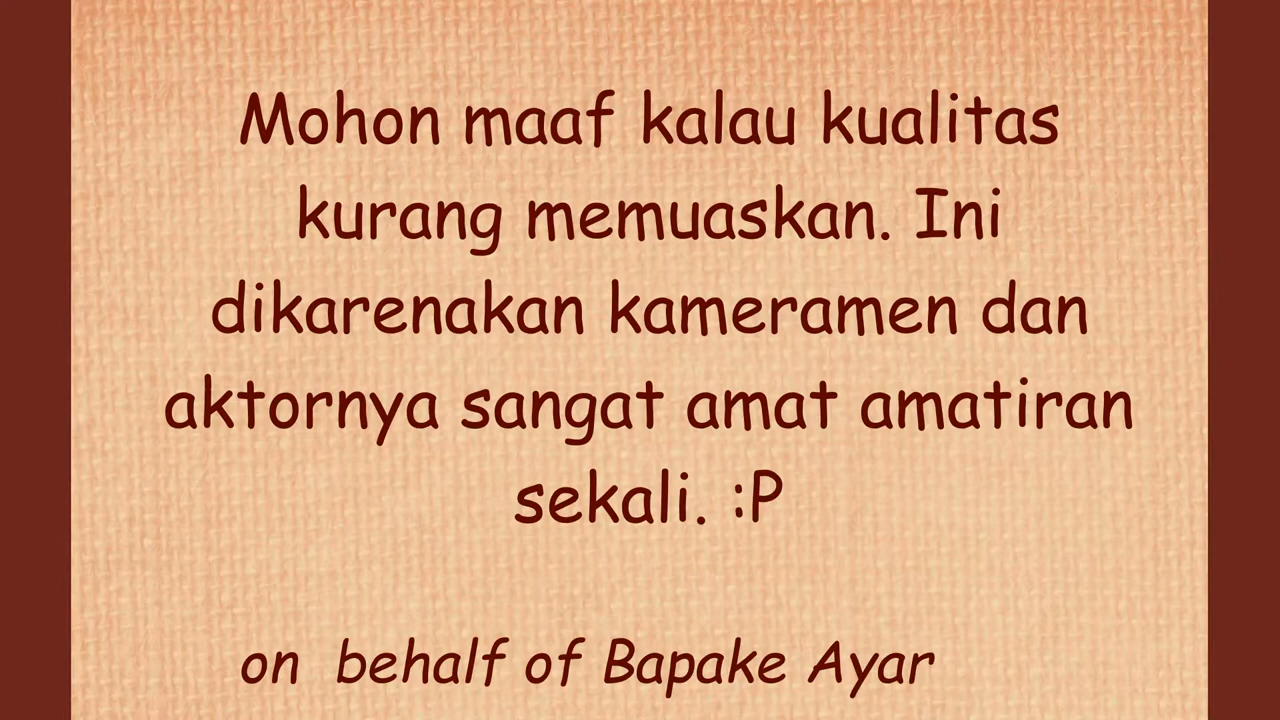 Mohon maaf kalau kualitas
kurang memuaskan. Ini
dikarenakan kameramen dan
aktornya sangat amat amatiran
sekali. :P
on behalf of Bapake Ayar